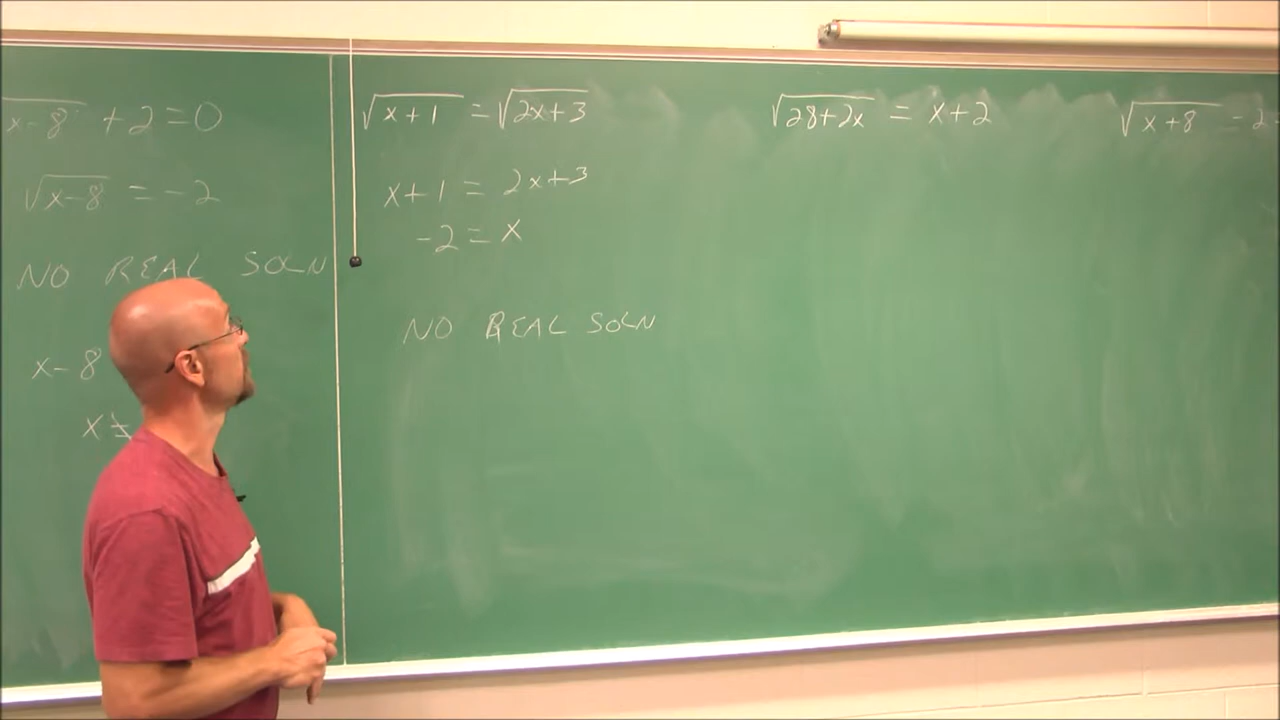 √x-8 +2=0
√x-8 = -2
NO REAL SOLN
x-8
x≠
√x+1 = √2x+3
x+1 = 2x+3
-2 = x
NO REAL SOLN
√28+2x = x+2
√x+8 -2